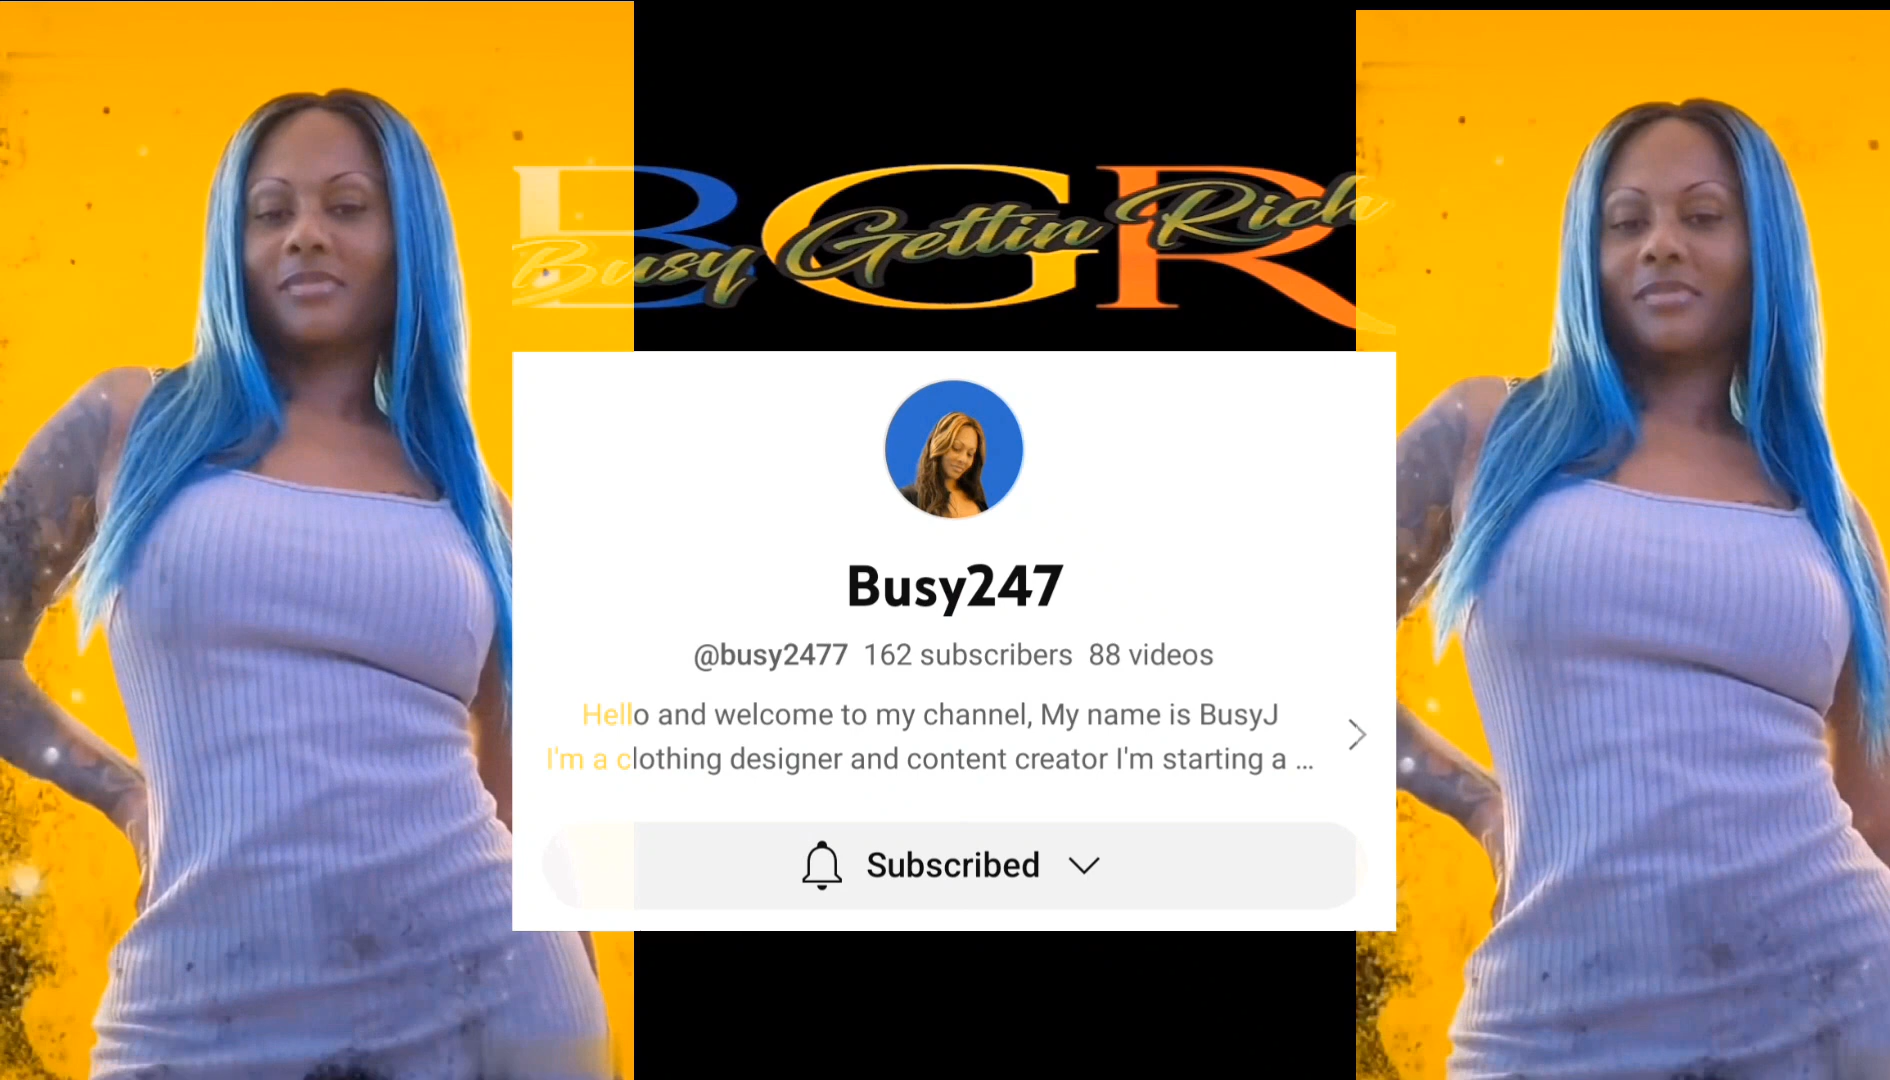 BGR
Busy Gettin Rich
Busy247
@busy2477 162 subscribers 88 videos
Hello and welcome to my channel, My name is BusyJ
I'm a clothing designer and content creator I'm starting a ...
Subscribed